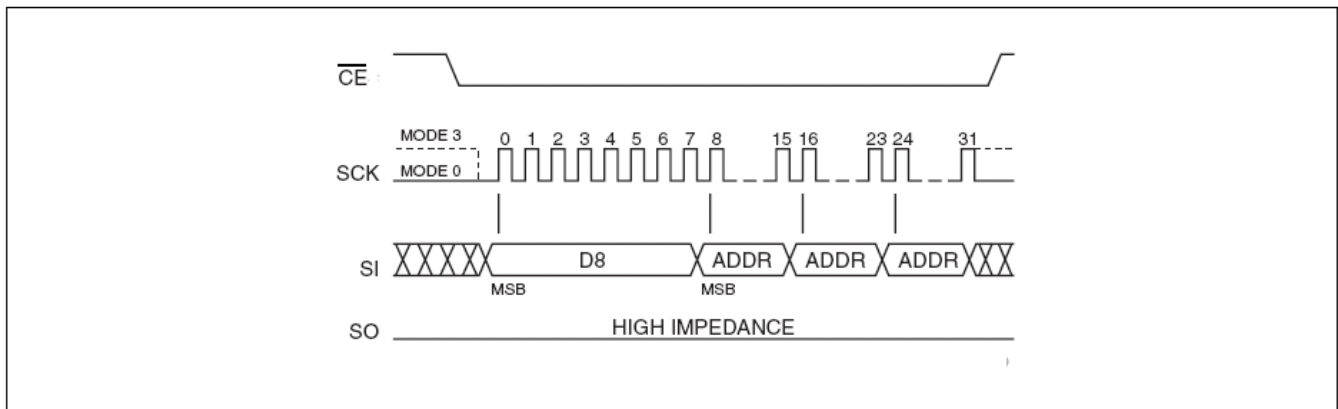 CE
MODE 3
0 1 2 3 4 5 6 7 8 15 16 23 24 31
SCK
MODE 0
SI
D8 ADDR ADDR ADDR
MSB MSB
SO
HIGH IMPEDANCE